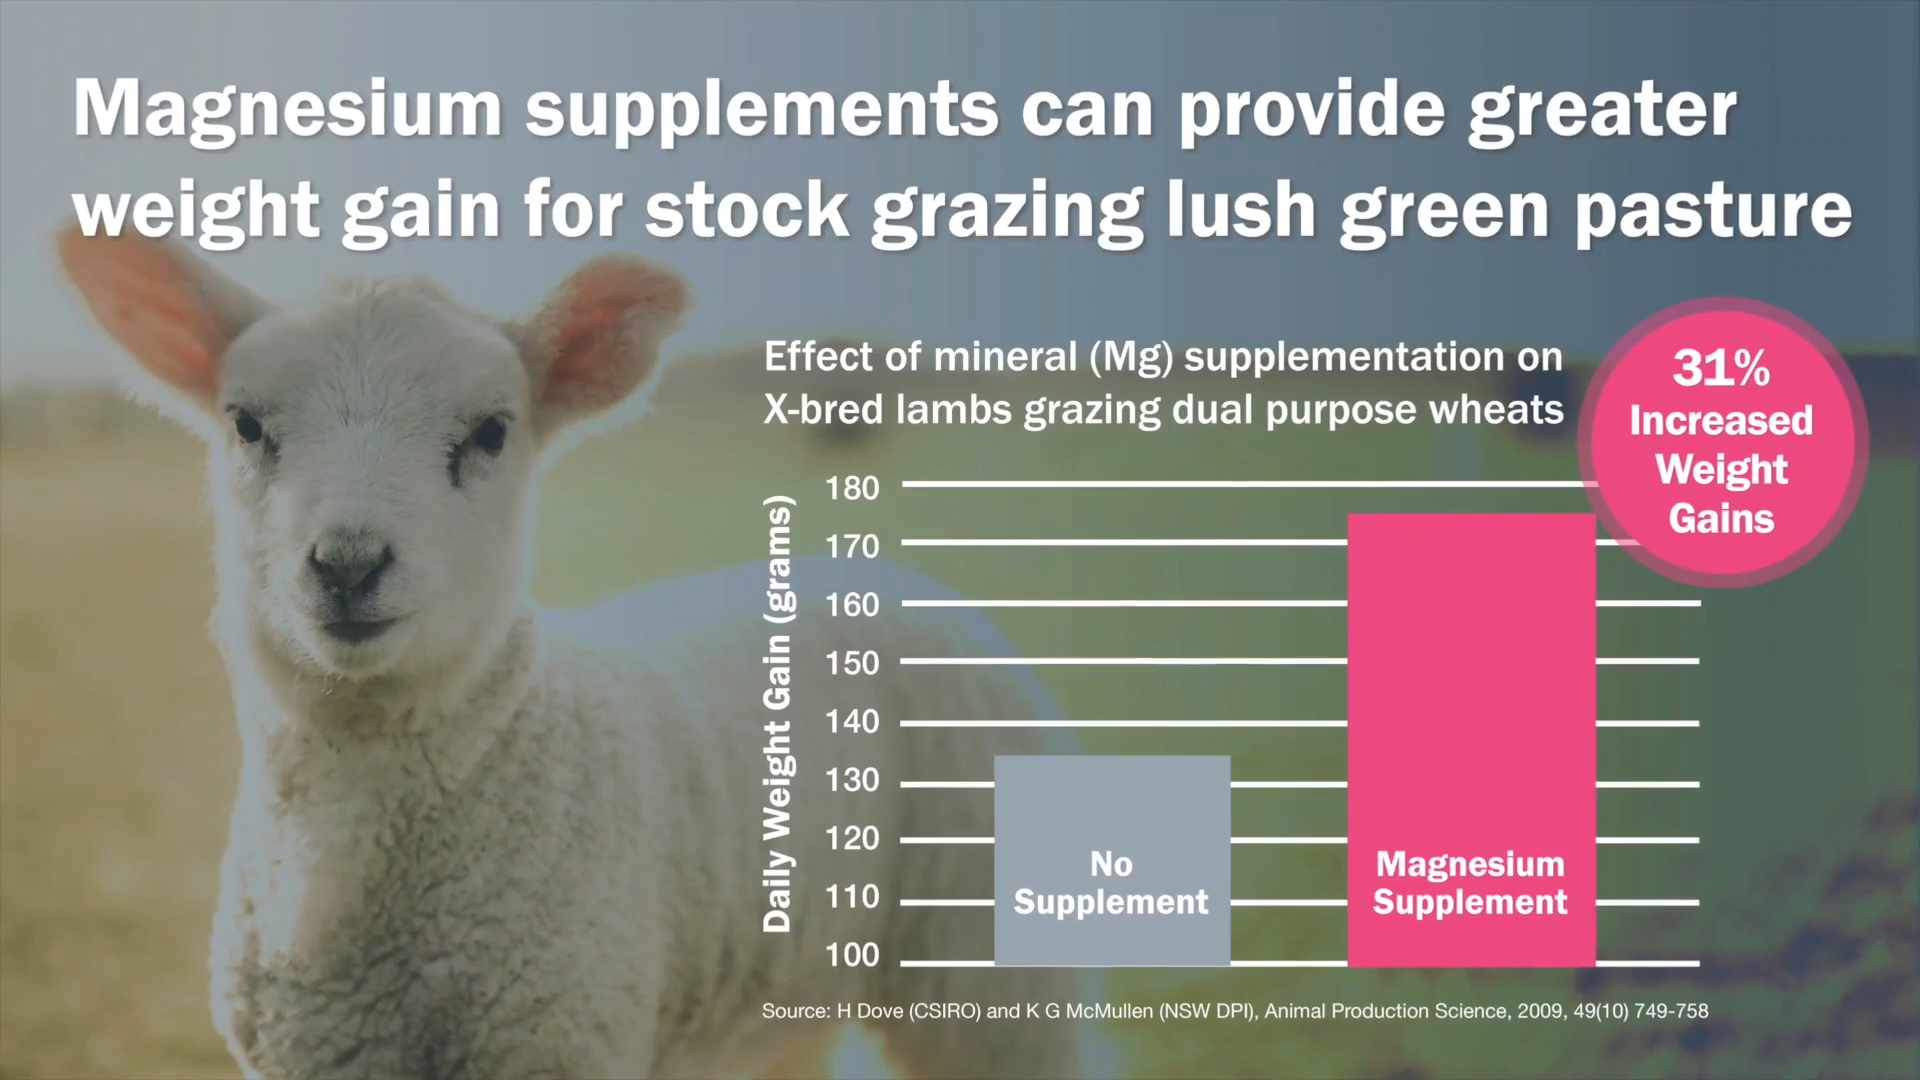 Magnesium supplements can provide greater
weight gain for stock grazing lush green pasture
Effect of mineral (Mg) supplementation on
X-bred lambs grazing dual purpose wheats
31%
Increased
Weight
Gains
Daily Weight Gain (grams)
180
170
160
150
140
130
120
110
100
No
Supplement
Magnesium
Supplement
Source: H Dove (CSIRO) and K G McMullen (NSW DPI), Animal Production Science, 2009, 49(10) 749-758